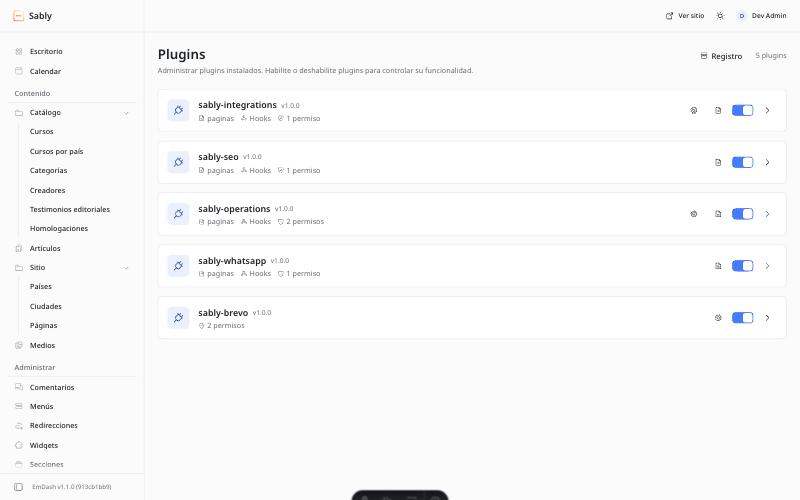 Sably
Ver sitio
D
Dev Admin
Escritorio
Calendar
Contenido
Catálogo
Cursos
Cursos por país
Categorías
Creadores
Testimonios editoriales
Homologaciones
Artículos
Sitio
Países
Ciudades
Páginas
Medios
Administrar
Comentarios
Menús
Redirecciones
Widgets
Secciones
EmDash v1.1.0 (913cb1bb9)
Plugins
Administrar plugins instalados. Habilite o deshabilite plugins para controlar su funcionalidad.
Registro
5 plugins
sably-integrations v1.0.0
paginas Hooks 1 permiso
sably-seo v1.0.0
paginas Hooks 1 permiso
sably-operations v1.0.0
paginas Hooks 2 permisos
sably-whatsapp v1.0.0
paginas Hooks 1 permiso
sably-brevo v1.0.0
2 permisos